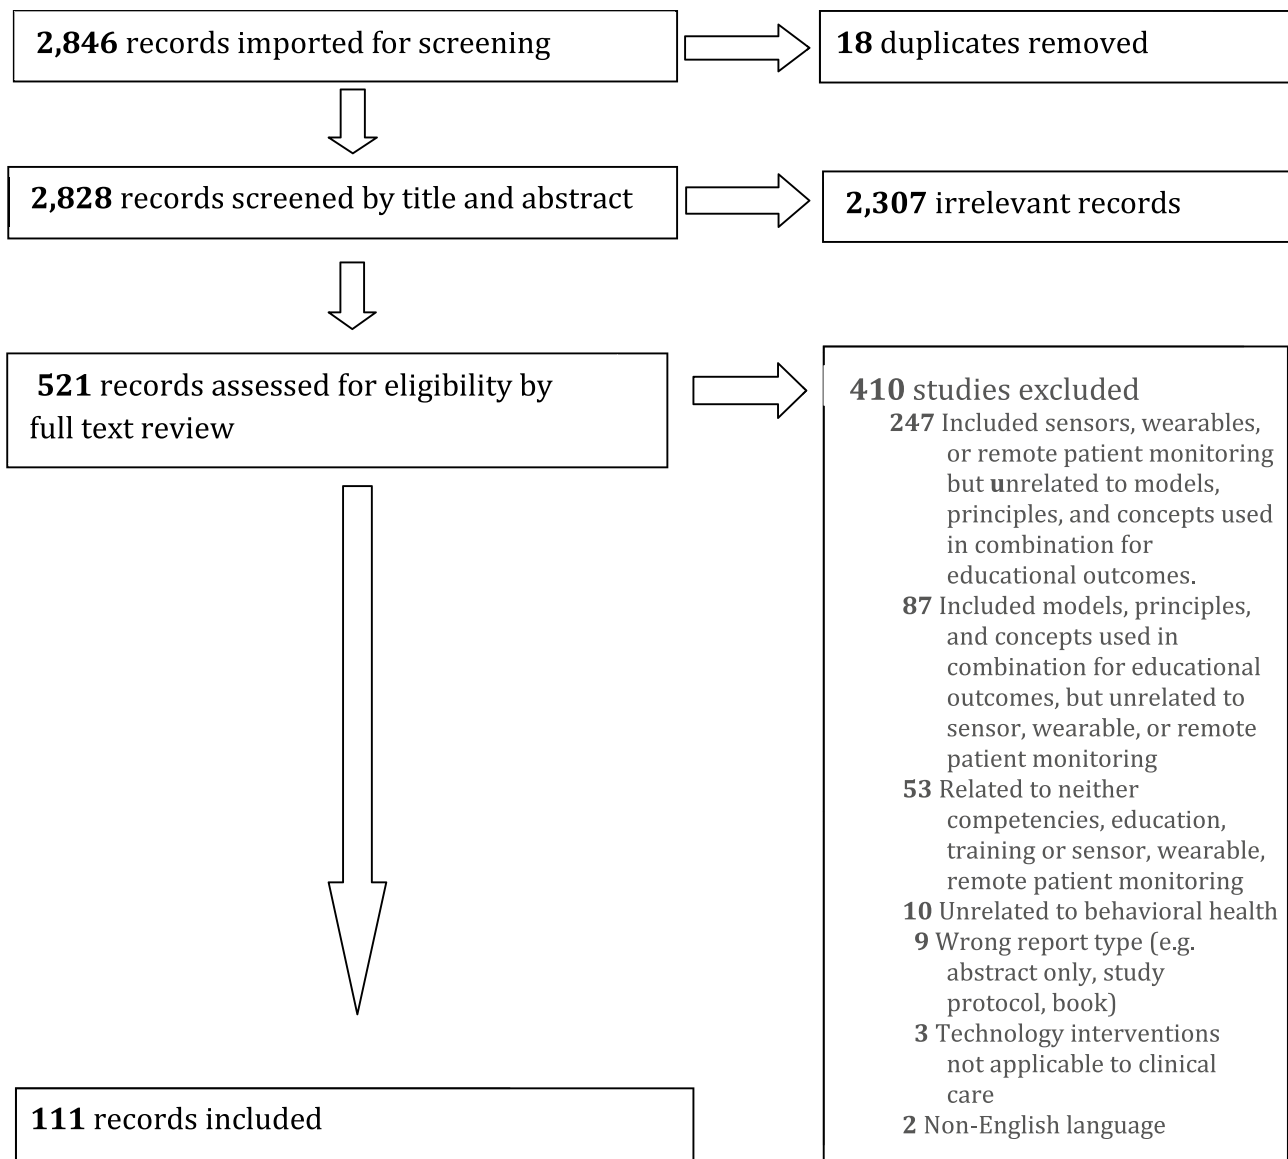 2,846 records imported for screening
18 duplicates removed
2,828 records screened by title and abstract
2,307 irrelevant records
521 records assessed for eligibility by
full text review
410 studies excluded
247 Included sensors, wearables,
or remote patient monitoring
but unrelated to models,
principles, and concepts used
in combination for
educational outcomes.
87 Included models, principles,
and concepts used in
combination for educational
outcomes, but unrelated to
sensor, wearable, or remote
patient monitoring
53 Related to neither
competencies, education,
training or sensor, wearable,
remote patient monitoring
10 Unrelated to behavioral health
9 Wrong report type (e.g.
abstract only, study
protocol, book)
3 Technology interventions
not applicable to clinical
care
2 Non-English language
111 records included